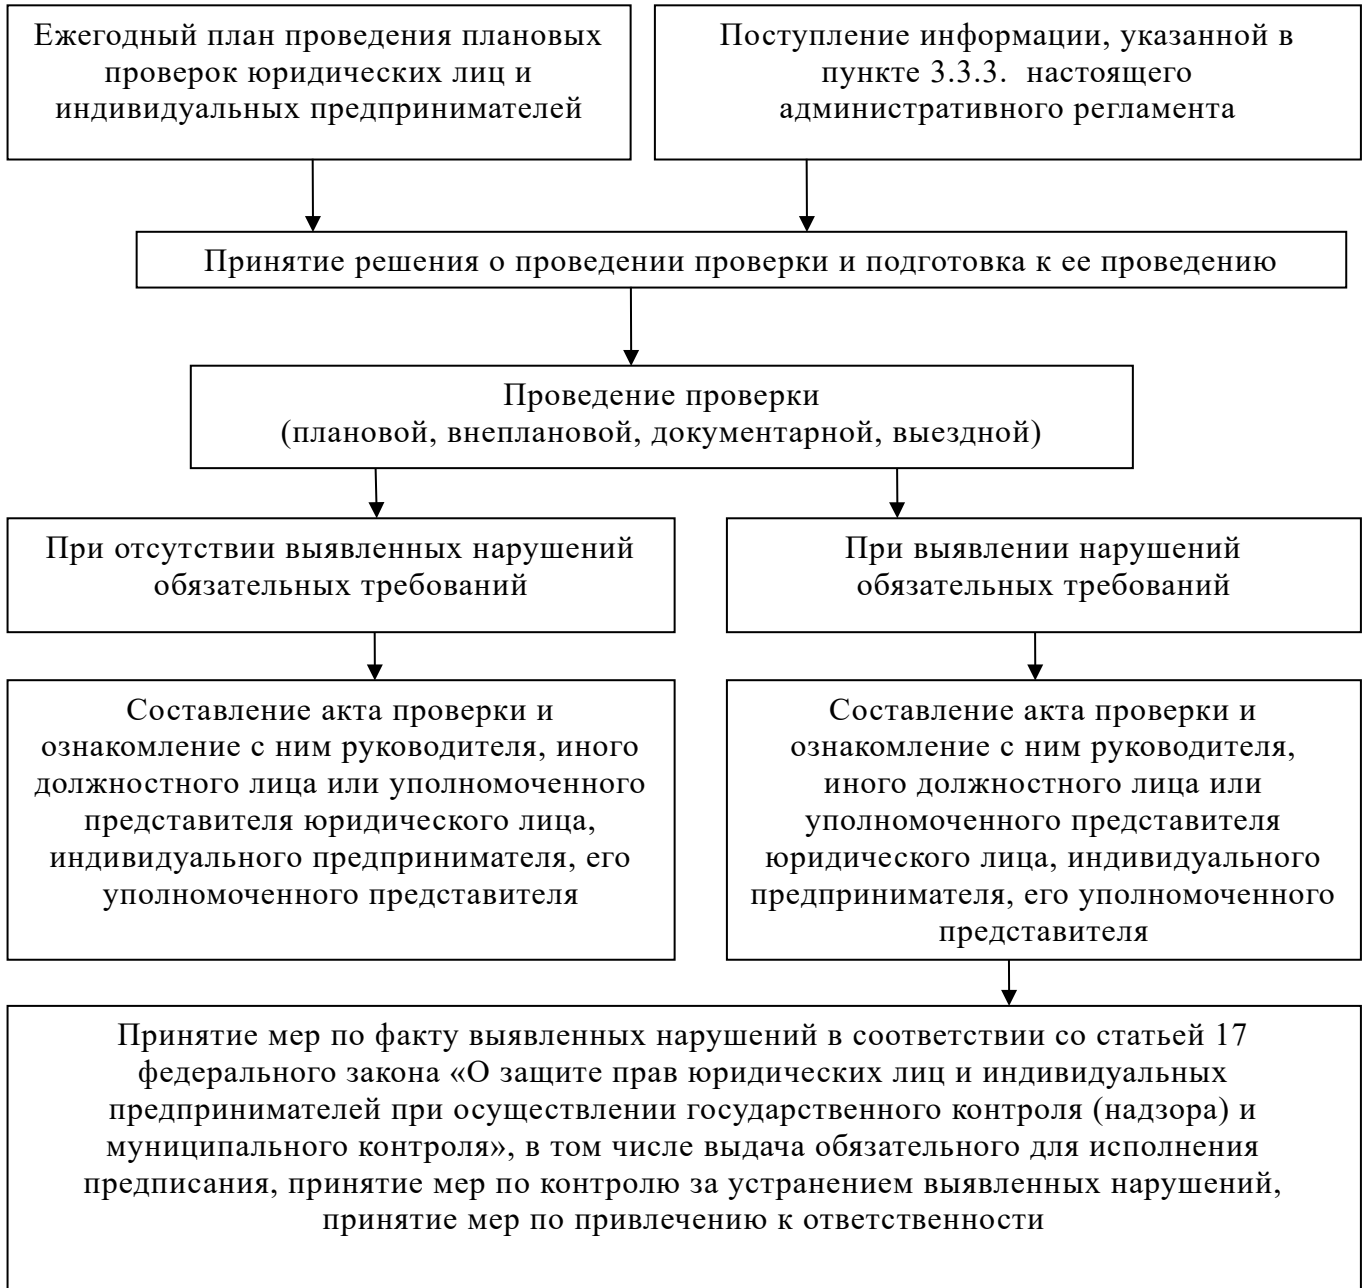 Ежегодный план проведения плановых
проверок юридических лиц и
индивидуальных предпринимателей
Поступление информации, указанной в
пункте 3.3.3. настоящего
административного регламента
Принятие решения о проведении проверки и подготовка к ее проведению
Проведение проверки
(плановой, внеплановой, документарной, выездной)
При отсутствии выявленных нарушений
обязательных требований
При выявлении нарушений
обязательных требований
Составление акта проверки и
ознакомление с ним руководителя, иного
должностного лица или уполномоченного
представителя юридического лица,
индивидуального предпринимателя, его
уполномоченного представителя
Составление акта проверки и
ознакомление с ним руководителя,
иного должностного лица или
уполномоченного представителя
юридического лица, индивидуального
предпринимателя, его уполномоченного
представителя
Принятие мер по факту выявленных нарушений в соответствии со статьей 17
федерального закона «О защите прав юридических лиц и индивидуальных
предпринимателей при осуществлении государственного контроля (надзора) и
муниципального контроля», в том числе выдача обязательного для исполнения
предписания, принятие мер по контролю за устранением выявленных нарушений,
принятие мер по привлечению к ответственности